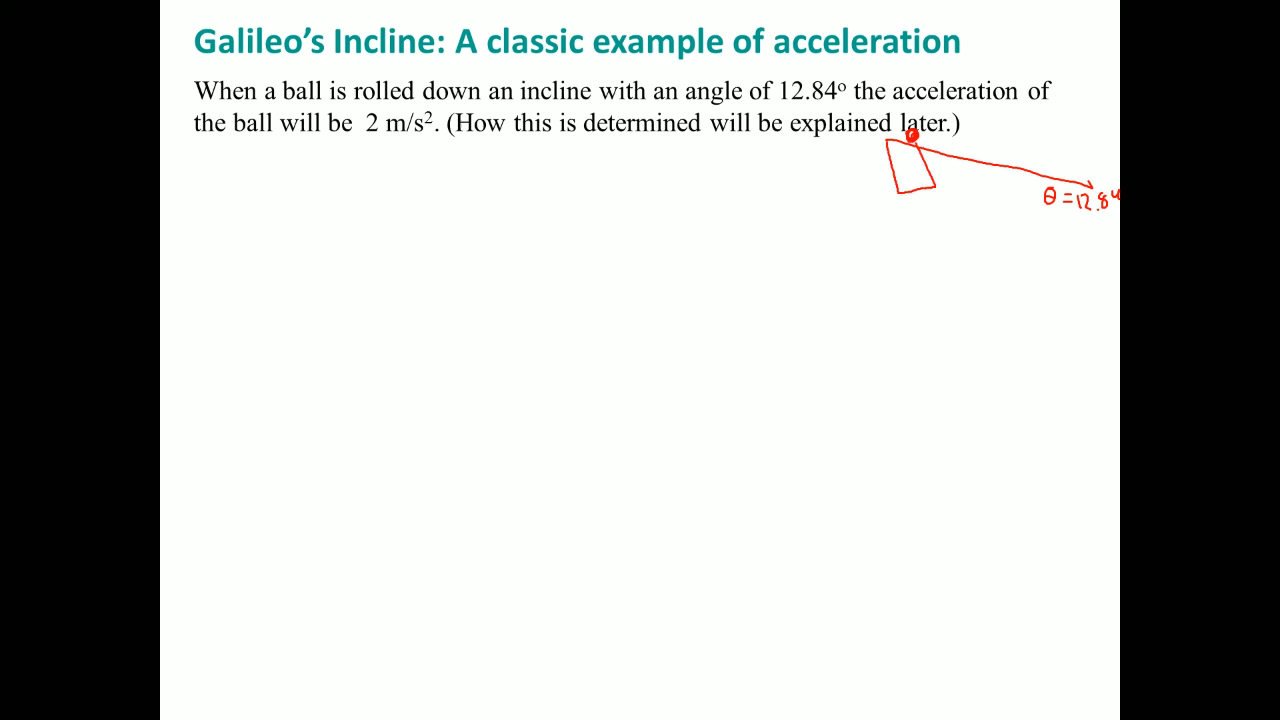 Galileo’s Incline: A classic example of acceleration
When a ball is rolled down an incline with an angle of 12.84° the acceleration of
the ball will be 2 m/s². (How this is determined will be explained later.)
θ = 12.84